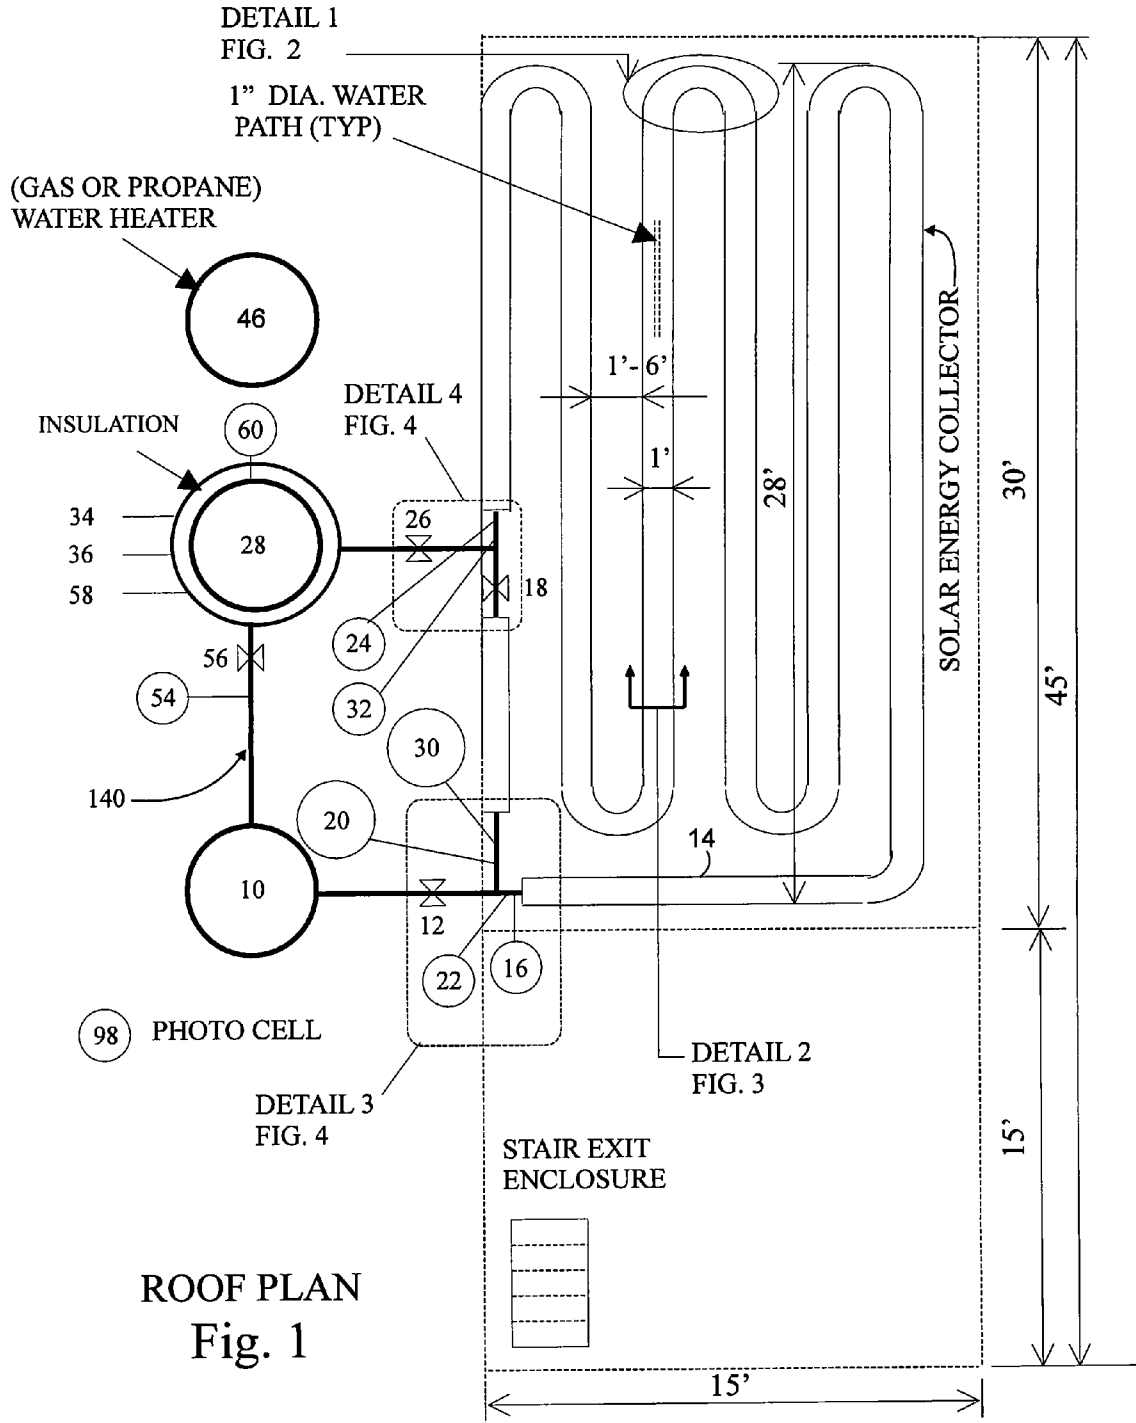 DETAIL 1
FIG. 2
1” DIA. WATER
PATH (TYP)
(GAS OR PROPANE)
WATER HEATER
46
INSULATION
60
DETAIL 4
FIG. 4
34
36
58
28
26
18
24
32
56
54
140
30
20
10
12
22
16
14
1’- 6’
1’
28’
SOLAR ENERGY COLLECTOR
30’
45’
15’
98 PHOTO CELL
DETAIL 3
FIG. 4
DETAIL 2
FIG. 3
STAIR EXIT
ENCLOSURE
ROOF PLAN
Fig. 1
15’